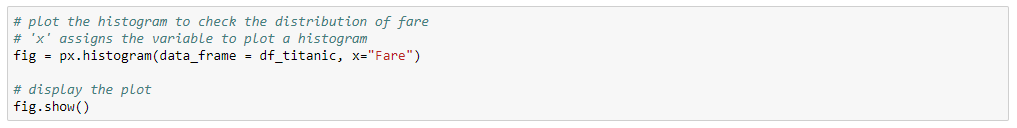 # plot the histogram to check the distribution of fare
# 'x' assigns the variable to plot a histogram
fig = px.histogram(data_frame = df_titanic, x="Fare")
# display the plot
fig.show()